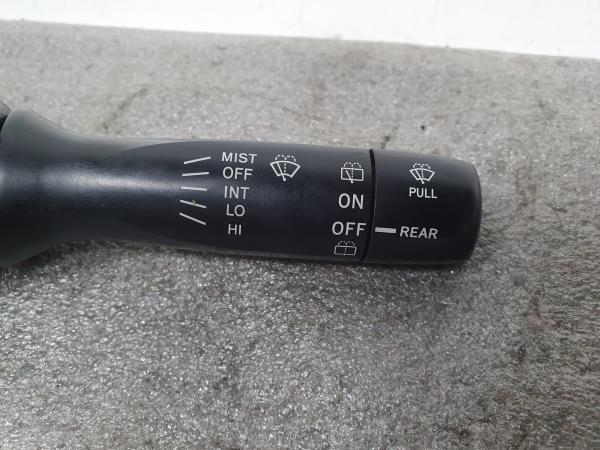 MIST
OFF
INT
LO
HI
ON
OFF
PULL
REAR